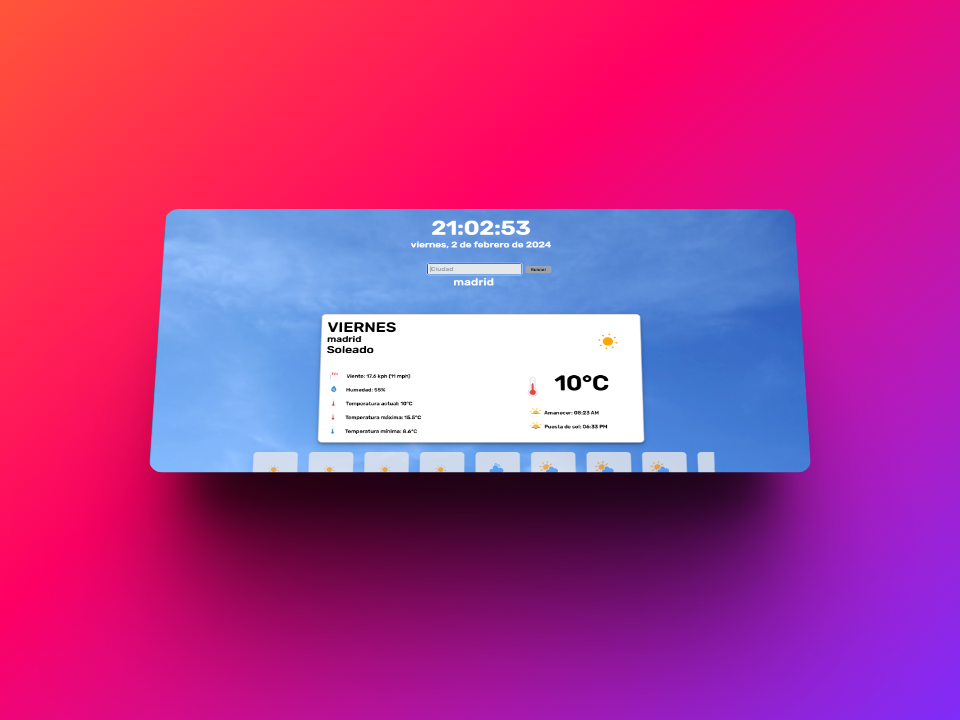 21:02:53
viernes, 2 de febrero de 2024
Ciudad
Buscar
madrid
VIERNES
madrid
Soleado
Viento: 17.6 kph (11 mph)
Humedad: 55%
Temperatura actual: 10°C
Temperatura máxima: 15.5°C
Temperatura mínima: 8.6°C
10°C
Amanecer: 08:23 AM
Puesta de sol: 06:33 PM